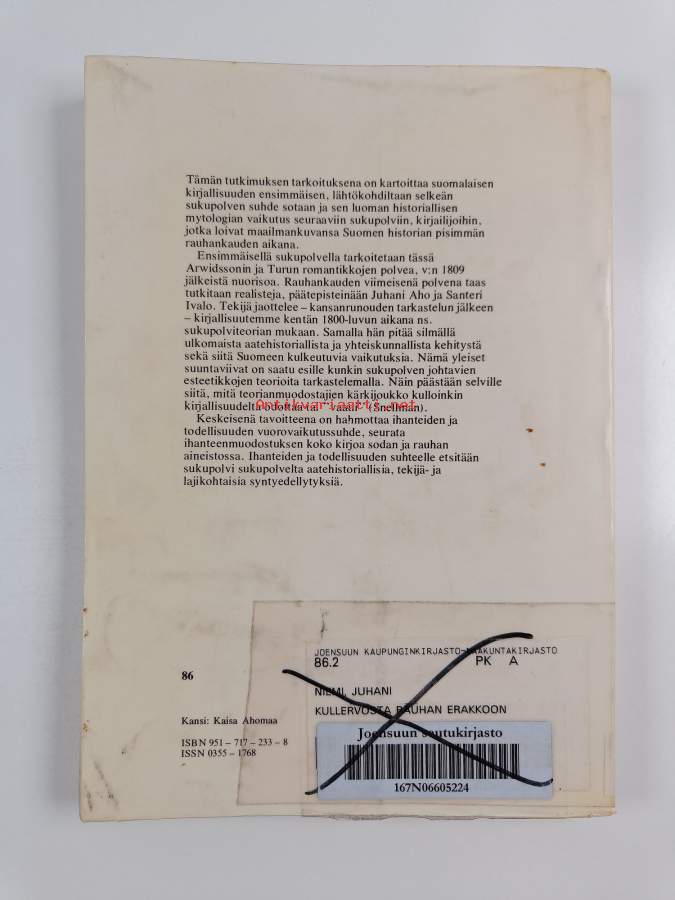 Tämän tutkimuksen tarkoituksena on kartoittaa suomalaisen
kirjallisuuden ensimmäisen, lähtökohdiltaan selkeän
sukupolven suhde sotaan ja sen luoman historiallisen
mytologian vaikutus seuraaviin sukupolviin, kirjailijoihin,
jotka loivat maailmankuvansa Suomen historian pisimmän
rauhankauden aikana.
Ensimmäisellä sukupolvella tarkoitetaan tässä
Arwidssonin ja Turun romantikkojen polvea, v:n 1809
jälkeistä nuorisoa. Rauhankauden viimeisenä polvena taas
tutkitaan realisteja, päätepisteinään Juhani Aho ja Santeri
Ivalo. Tekijä jaottelee – kansanrunouden tarkastelun jälkeen
– kirjallisuutemme kentän 1800-luvun aikana ns.
sukupolviteorian mukaan. Samalla hän pitää silmällä
ulkomaista aatehistoriallista ja yhteiskunnallista kehitystä
sekä siitä Suomeen kulkeutuvia vaikutuksia. Nämä yleiset
suuntaviivat on saatu esille kunkin sukupolven johtavien
esteetikkojen teorioita tarkastelemalla. Näin päästään selville
siitä, mitä teorianmuodostajien kärkijoukko kulloinkin
kirjallisuudelta odottaa tai "vaatii" (Snellman).
Antikvariaatti.net
Keskeisenä tavoitteena on hahmottaa ihanteiden ja
todellisuuden vuorovaikutussuhde, seurata
ihanteenmuodostuksen koko kirjoa sodan ja rauhan
aineistossa. Ihanteiden ja todellisuuden suhteelle etsitään
sukupolvi sukupolvelta aatehistoriallisia, tekijä- ja
lajikohtaisia syntyedellytyksiä.
86
Kansi: Kaisa Ahomaa
ISBN 951 – 717 – 233 – 8
ISSN 0355 – 1768
JOENSUUN KAUPUNGINKIRJASTO-MAAKUNTAKIRJASTO
86.2 PK A
NIEMI, JUHANI
KULLERVOSTA RAUHAN ERAKKOON
Joensuun seutukirjasto
167N06605224